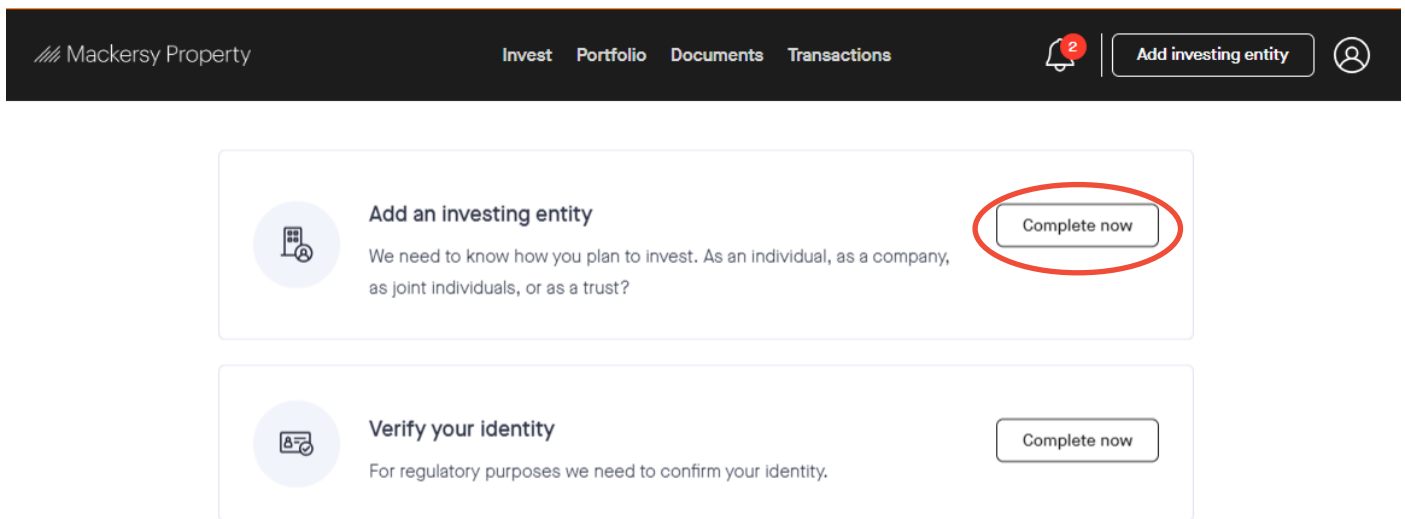 Mackersy Property
Invest Portfolio Documents Transactions
2
Add investing entity
Add an investing entity
We need to know how you plan to invest. As an individual, as a company,
as joint individuals, or as a trust?
Complete now
Verify your identity
For regulatory purposes we need to confirm your identity.
Complete now